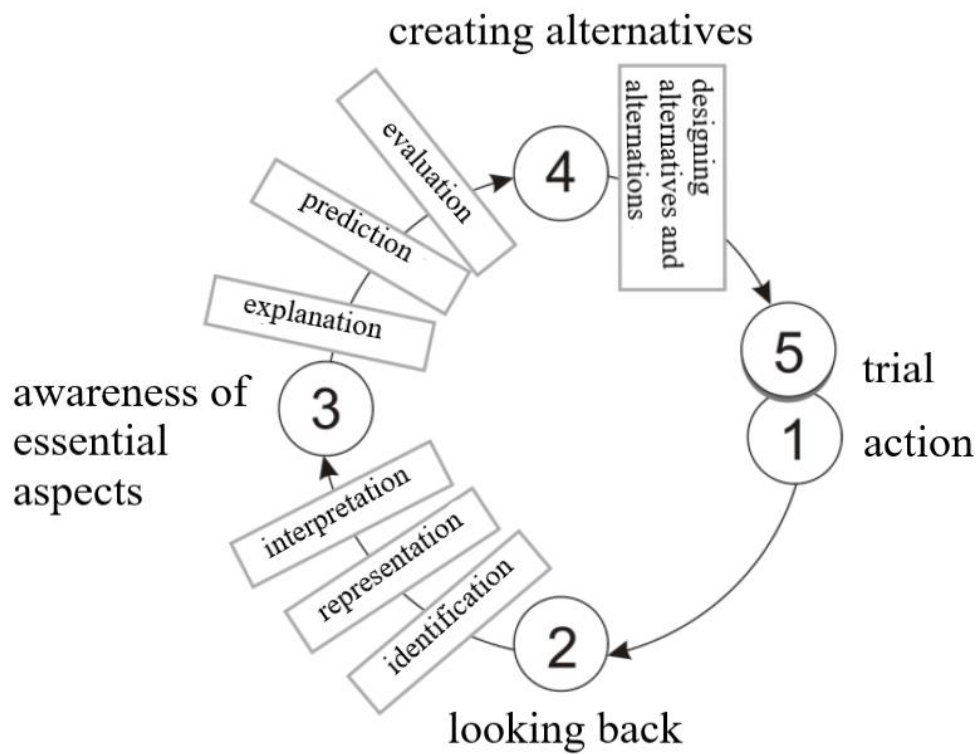 creating alternatives
designing
alternatives and
alternations
evaluation
prediction
explanation
4
5
trial
1
action
3
awareness of
essential
aspects
interpretation
representation
identification
2
looking back